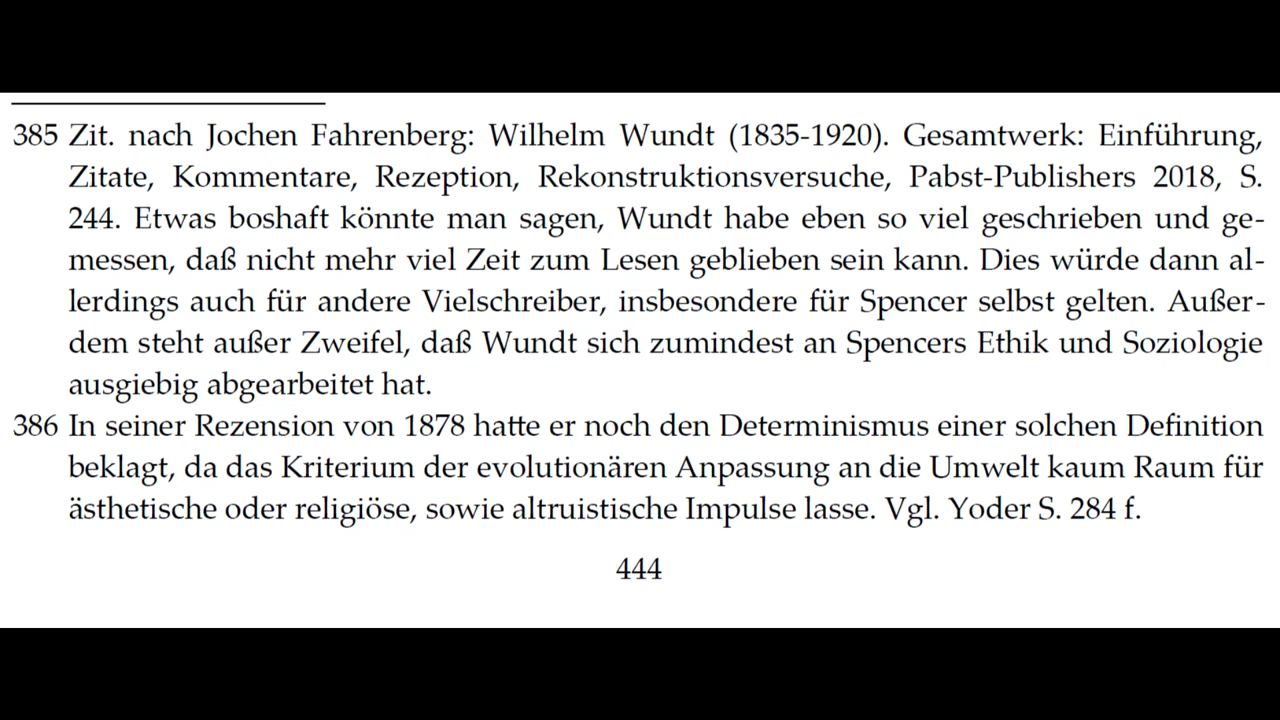 385 Zit. nach Jochen Fahrenberg: Wilhelm Wundt (1835-1920). Gesamtwerk: Einführung,
Zitate, Kommentare, Rezeption, Rekonstruktionsversuche, Pabst-Publishers 2018, S.
244. Etwas boshaft könnte man sagen, Wundt habe eben so viel geschrieben und ge-
messen, daß nicht mehr viel Zeit zum Lesen geblieben sein kann. Dies würde dann al-
lerdings auch für andere Vielschreiber, insbesondere für Spencer selbst gelten. Außer-
dem steht außer Zweifel, daß Wundt sich zumindest an Spencers Ethik und Soziologie
ausgiebig abgearbeitet hat.
386 In seiner Rezension von 1878 hatte er noch den Determinismus einer solchen Definition
beklagt, da das Kriterium der evolutionären Anpassung an die Umwelt kaum Raum für
ästhetische oder religiöse, sowie altruistische Impulse lasse. Vgl. Yoder S. 284 f.
444